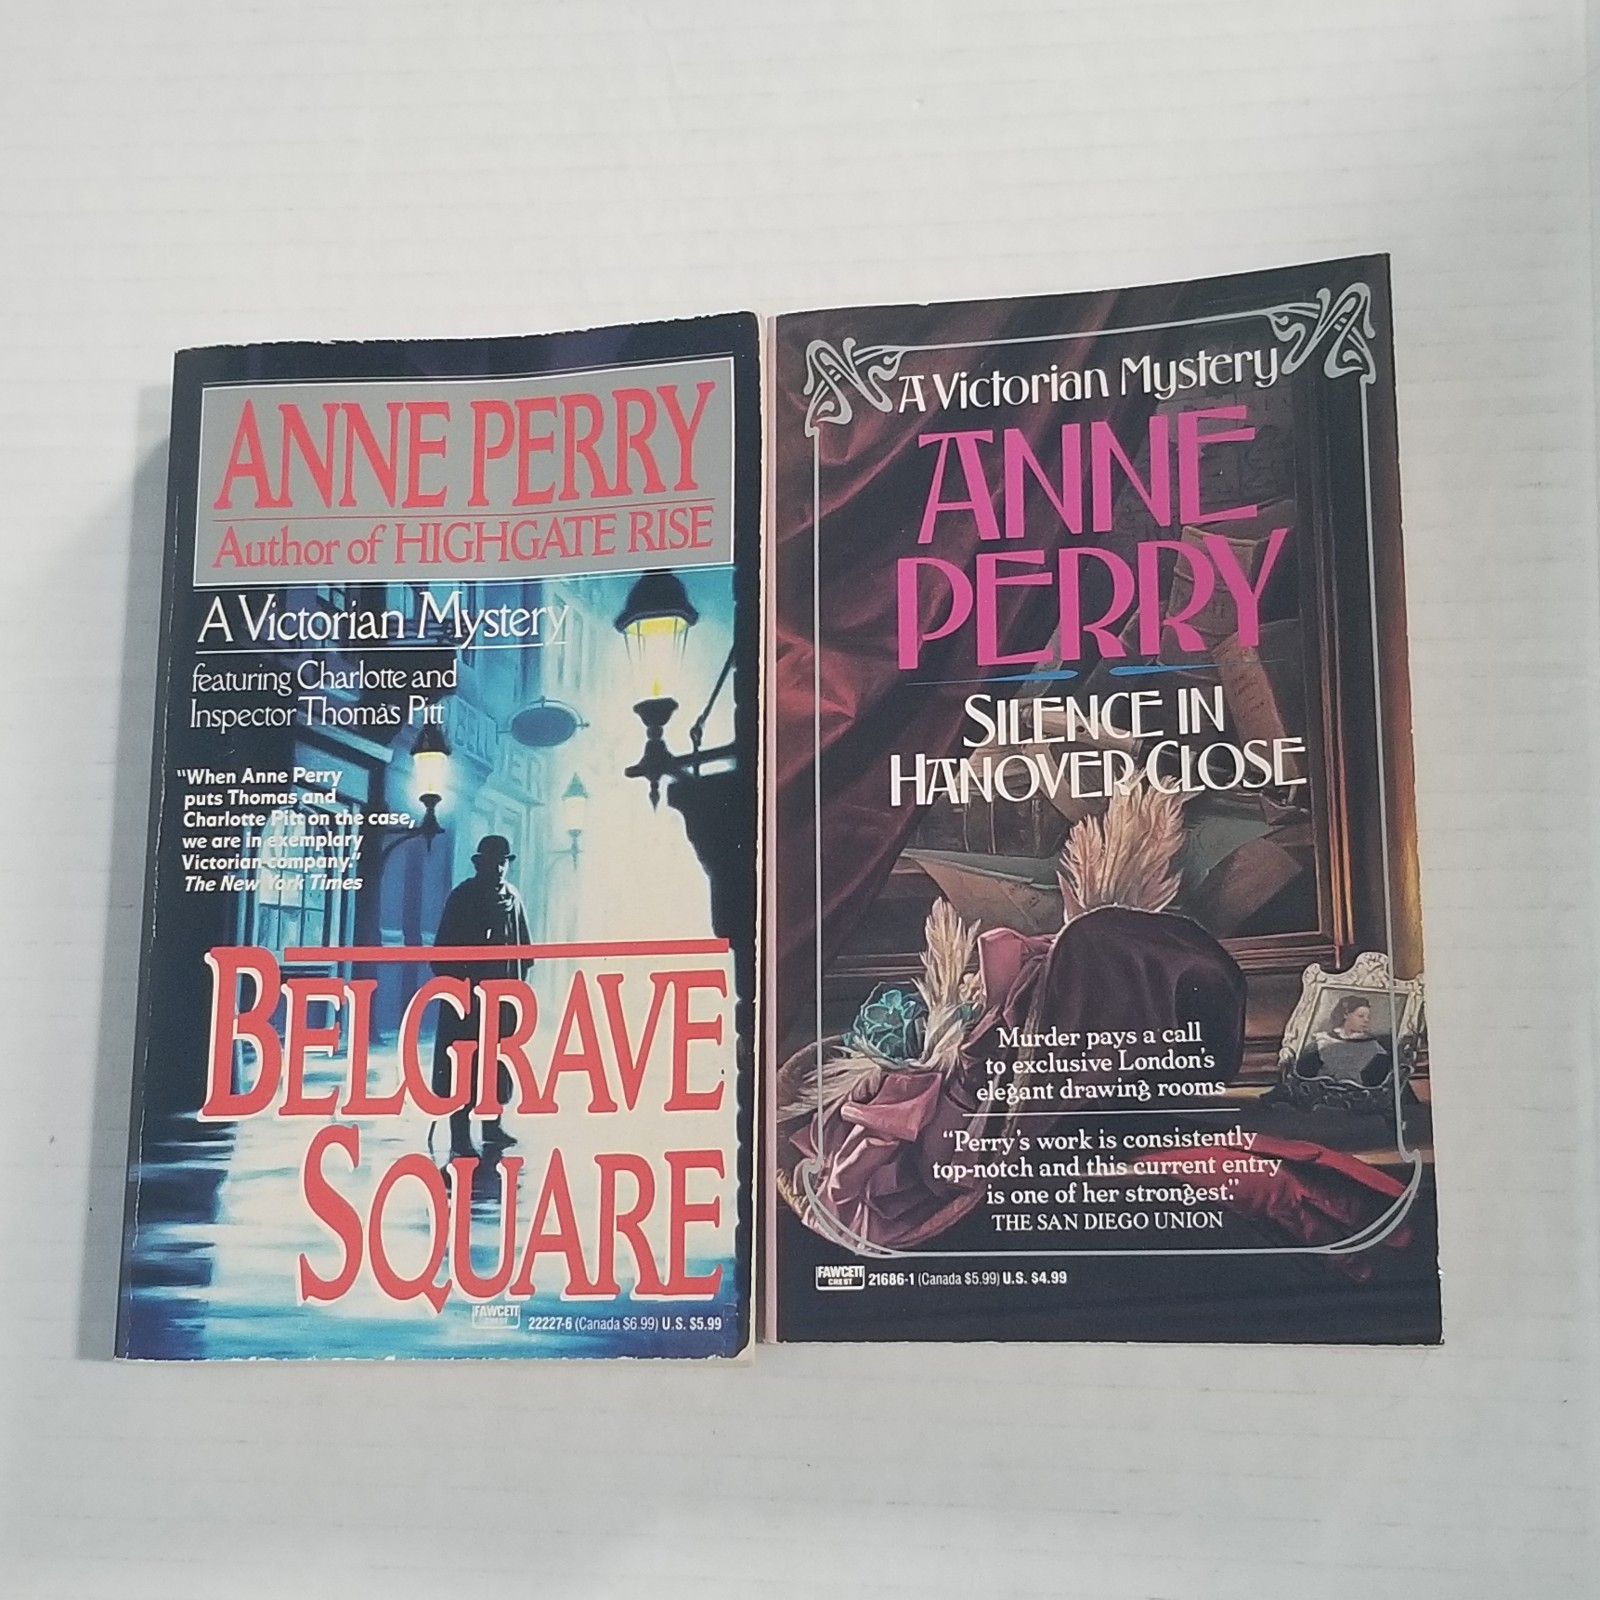 ANNE PERRY
Author of HIGHGATE RISE
A Victorian Mystery
featuring Charlotte and
Inspector Thomas Pitt
"When Anne Perry
puts Thomas and
Charlotte Pitt on the case,
we are in exemplary
Victorian company."
The New York Times
BELGRAVE
SQUARE
FAWCETT
CREST
22227-6 (Canada $6.99) U.S. $5.99
A Victorian Mystery
ANNE
PERRY
SILENCE IN
HANOVER CLOSE
Murder pays a call
to exclusive London's
elegant drawing rooms
"Perry's work is consistently
top-notch and this current entry
is one of her strongest."
THE SAN DIEGO UNION
FAWCETT
CREST
21686-1 (Canada $5.99) U.S. $4.99